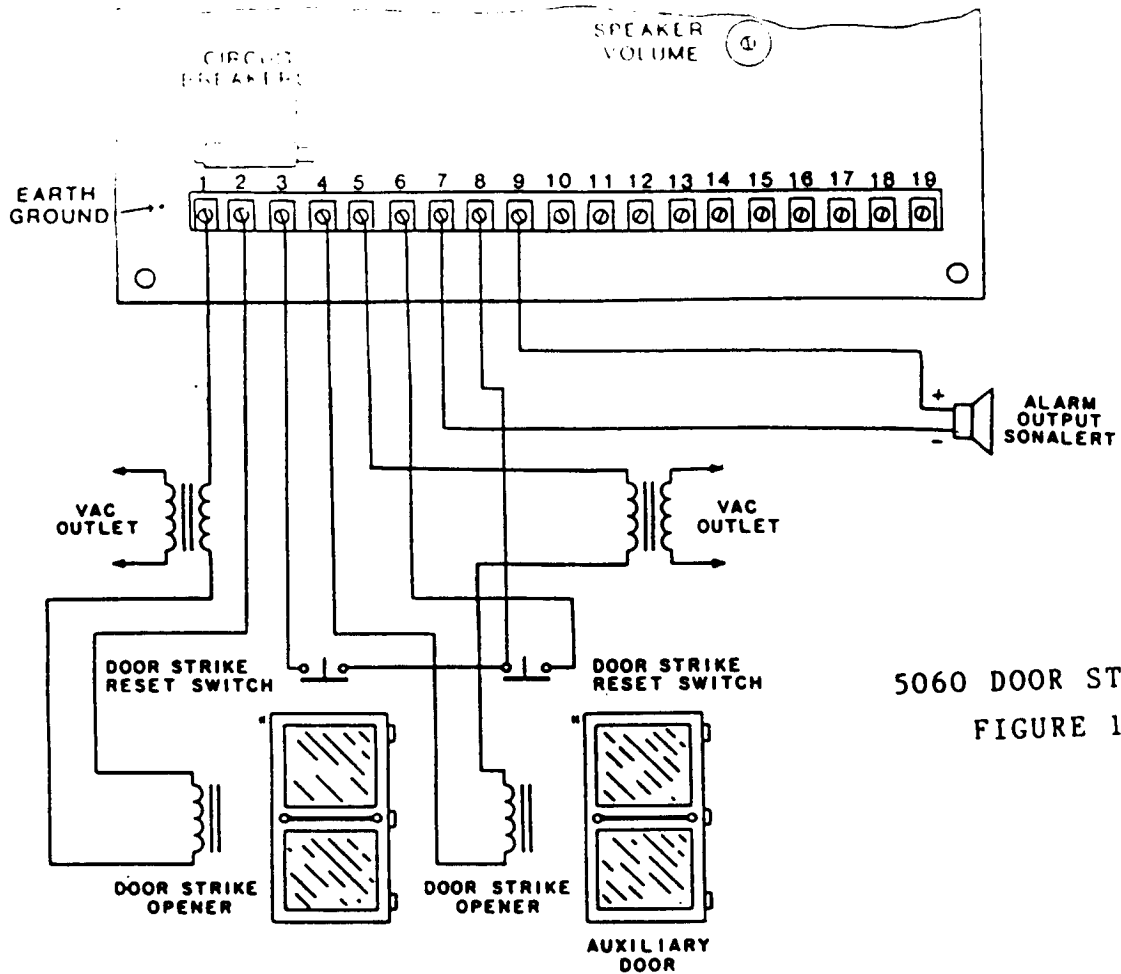 SPEAKER
VOLUME
CIRCUIT
BREAKERS
EARTH
GROUND
1 2 3 4 5 6 7 8 9 10 11 12 13 14 15 16 17 18 19
+
-
ALARM
OUTPUT
SONALERT
VAC
OUTLET
VAC
OUTLET
DOOR STRIKE
RESET SWITCH
DOOR STRIKE
RESET SWITCH
5060 DOOR ST
FIGURE 1
DOOR STRIKE
OPENER
DOOR STRIKE
OPENER
AUXILIARY
DOOR